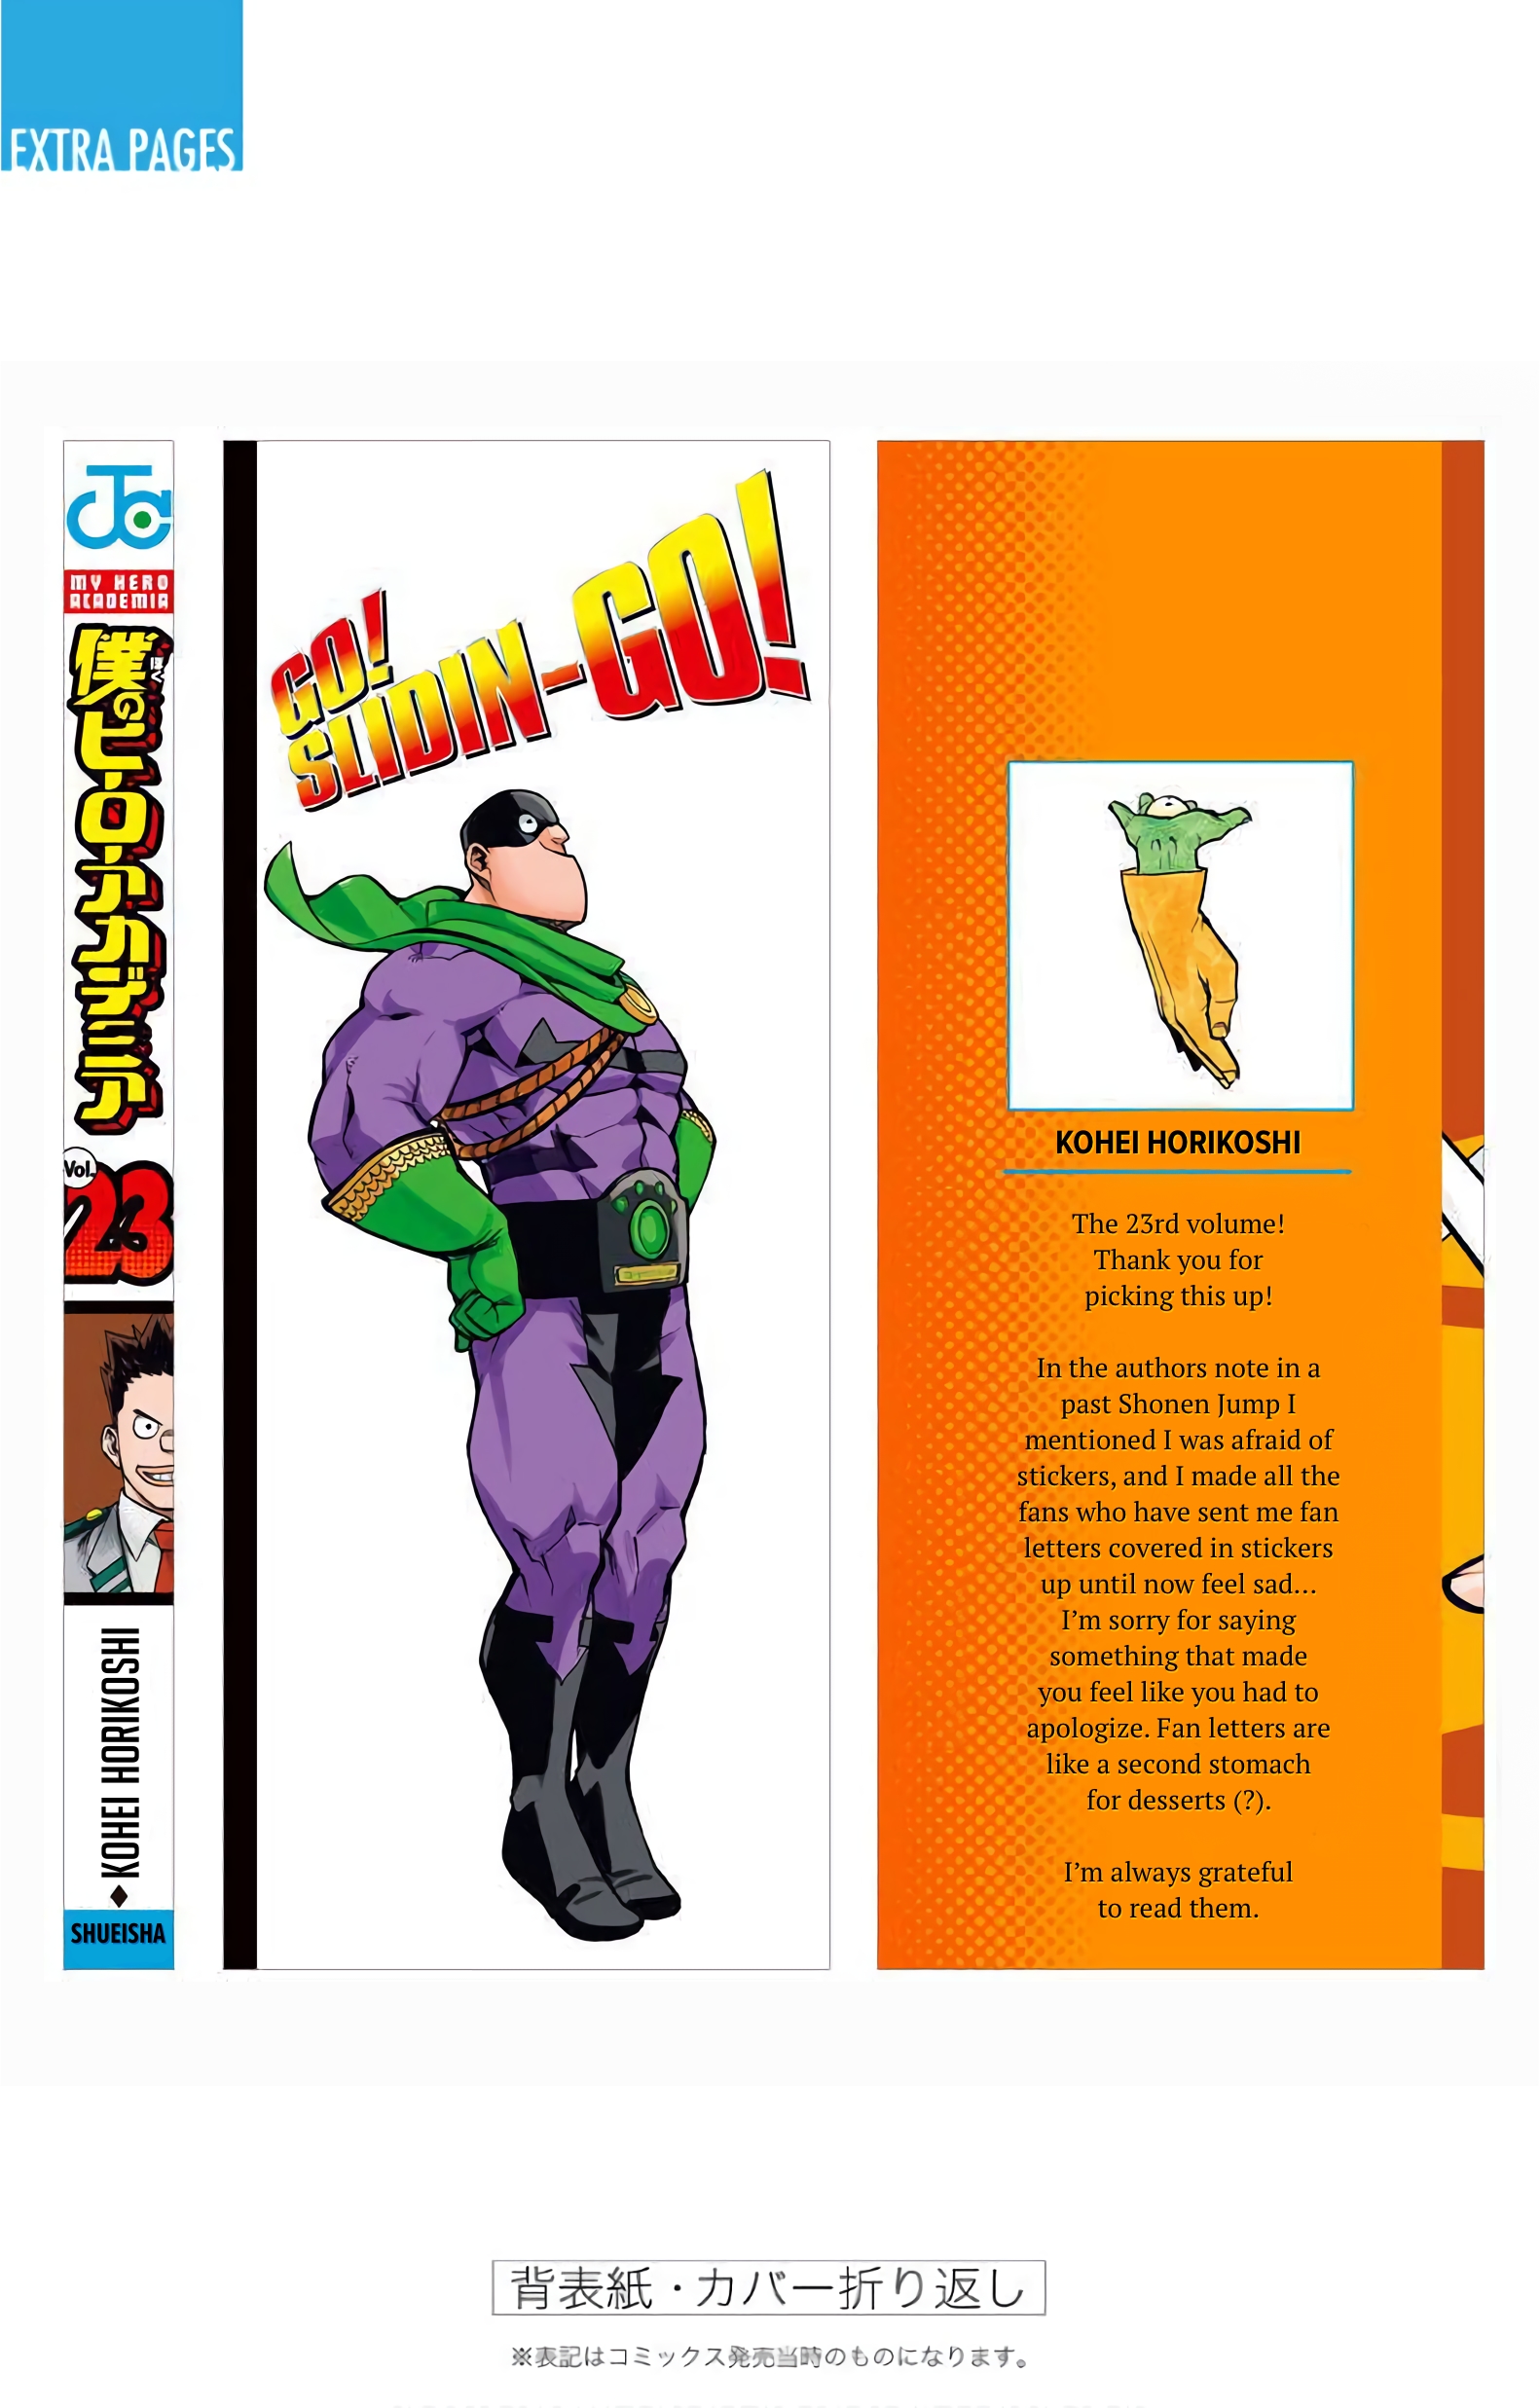 EXTRA PAGES
JC
MY HERO
ACADEMIA
僕のヒーローアカデミア
ぼく
Vol.
23
KOHEI HORIKOSHI
SHUEISHA
GO!
SLIDIN-GO!
KOHEI HORIKOSHI
The 23rd volume!
Thank you for
picking this up!
In the authors note in a
past Shonen Jump I
mentioned I was afraid of
stickers, and I made all the
fans who have sent me fan
letters covered in stickers
up until now feel sad...
I'm sorry for saying
something that made
you feel like you had to
apologize. Fan letters are
like a second stomach
for desserts (?).
I'm always grateful
to read them.
背表紙・カバー折り返し
※表記はコミックス発売当時のものになります。